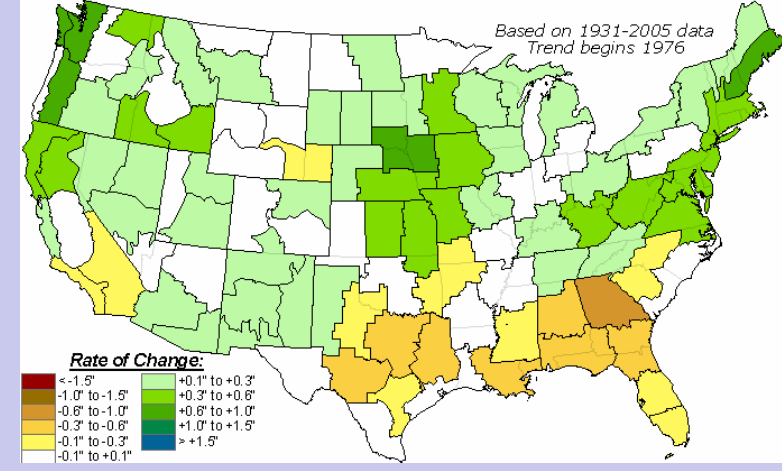 Based on 1931-2005 data
Trend begins 1976
Rate of Change:
< -1.5"
-1.0" to -1.5"
-0.6" to -1.0"
-0.3" to -0.6"
-0.1" to -0.3"
-0.1" to +0.1"
+0.1" to +0.3"
+0.3" to +0.6"
+0.6" to +1.0"
+1.0" to +1.5"
> +1.5"